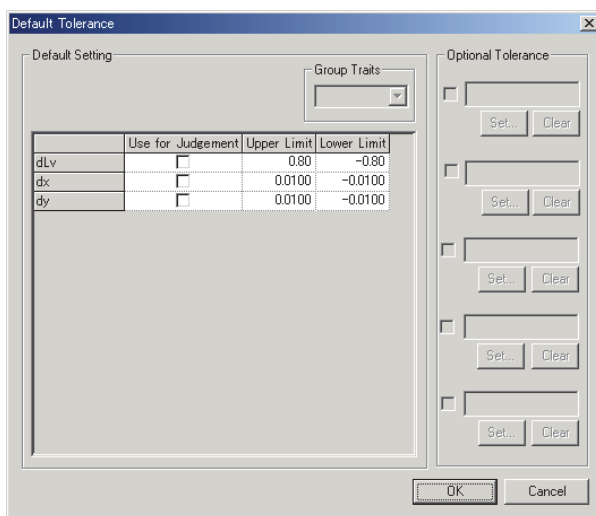 Default Tolerance
Default Setting
Group Traits
Use for Judgement Upper Limit Lower Limit
dLv 0.80 -0.80
dx 0.0100 -0.0100
dy 0.0100 -0.0100
Optional Tolerance
Set... Clear
Set... Clear
Set... Clear
Set... Clear
Set... Clear
OK Cancel